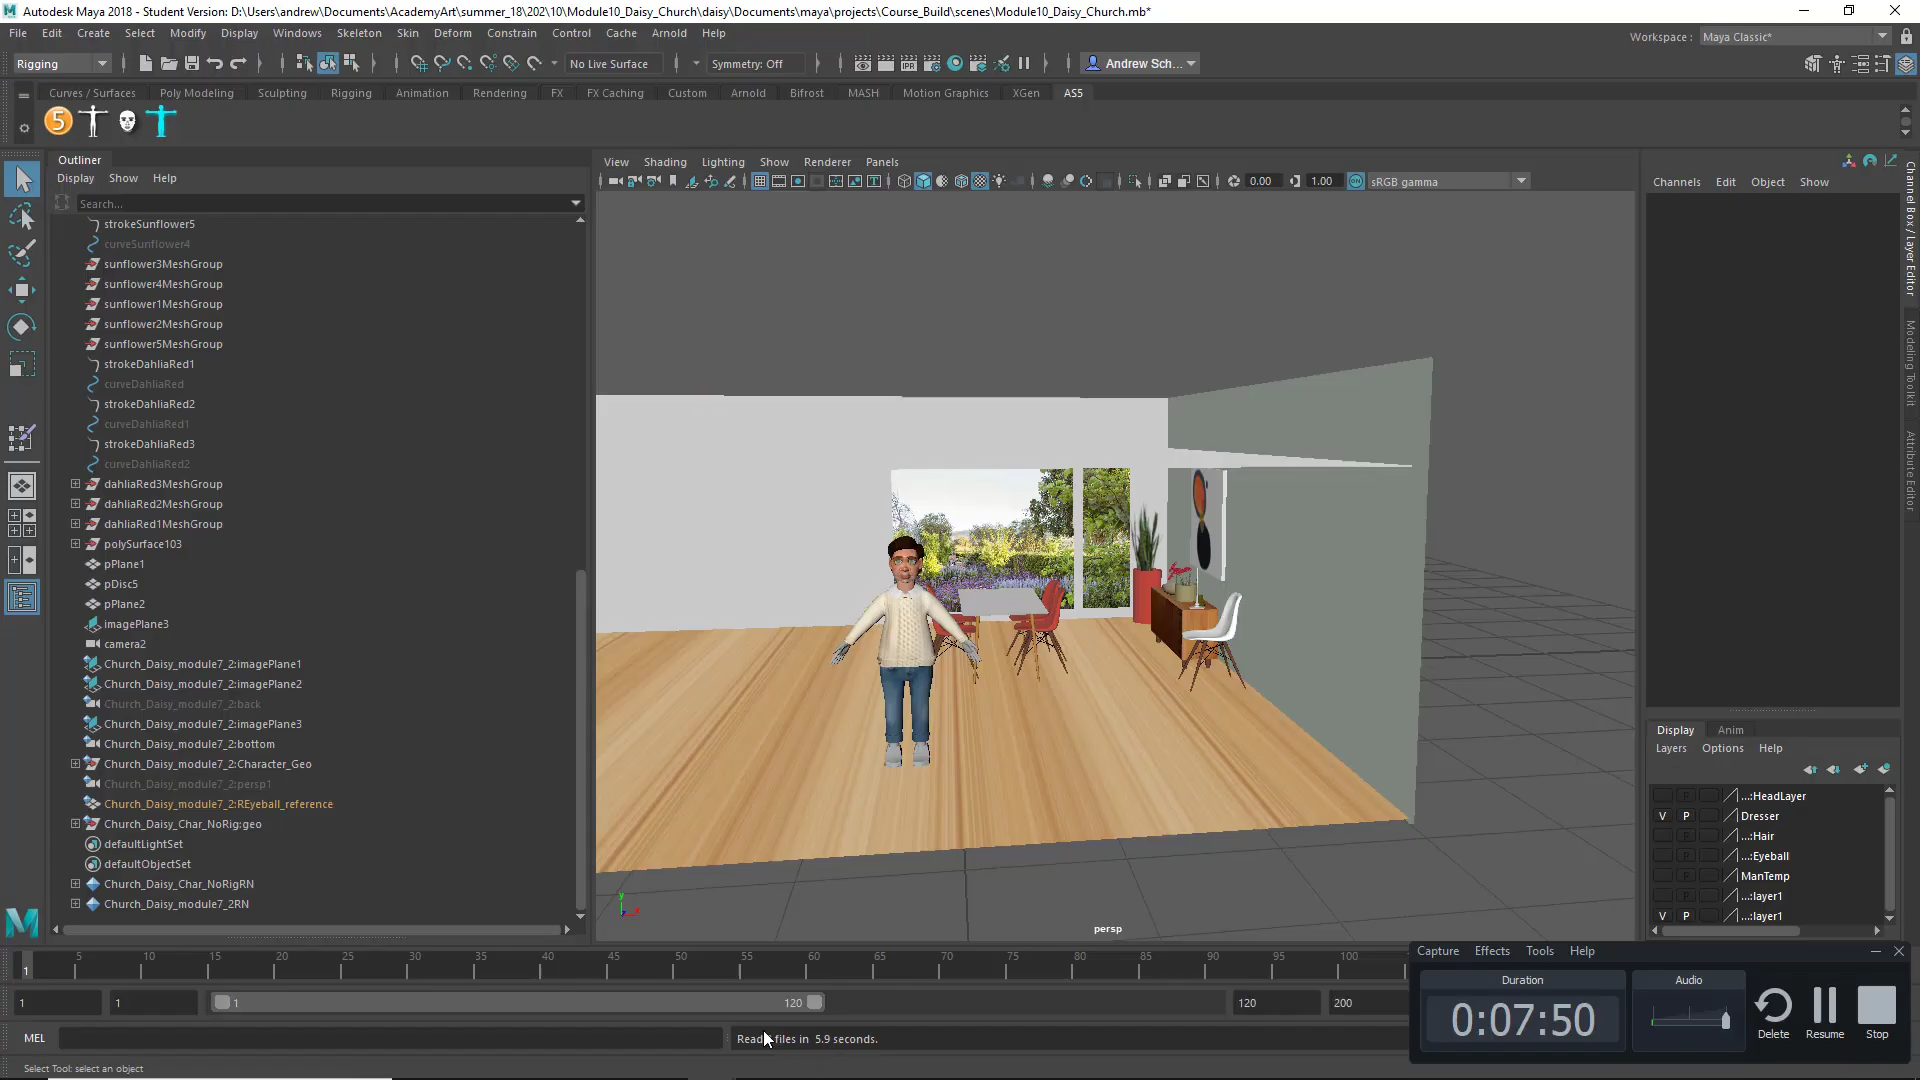 Autodesk Maya 2018 - Student Version: D:\Users\andrew\Documents\AcademyArt\summer_18\202\10\Module10_Daisy_Church\daisy\Documents\maya\projects\Course_Build\scenes\Module10_Daisy_Church.mb*
File Edit Create Select Modify Display Windows Skeleton Skin Deform Constrain Control Cache Arnold Help
Workspace : Maya Classic*
Rigging No Live Surface Symmetry: Off Andrew Sch...
Curves / Surfaces Poly Modeling Sculpting Rigging Animation Rendering FX FX Caching Custom Arnold Bifrost MASH Motion Graphics XGen AS5
5
Outliner
Display Show Help
Search...
strokeSunflower5
curveSunflower4
sunflower3MeshGroup
sunflower4MeshGroup
sunflower1MeshGroup
sunflower2MeshGroup
sunflower5MeshGroup
strokeDahliaRed1
curveDahliaRed
strokeDahliaRed2
curveDahliaRed1
strokeDahliaRed3
curveDahliaRed2
dahliaRed3MeshGroup
dahliaRed2MeshGroup
dahliaRed1MeshGroup
polySurface103
pPlane1
pDisc5
pPlane2
imagePlane3
camera2
Church_Daisy_module7_2:imagePlane1
Church_Daisy_module7_2:imagePlane2
Church_Daisy_module7_2:back
Church_Daisy_module7_2:imagePlane3
Church_Daisy_module7_2:bottom
Church_Daisy_module7_2:Character_Geo
Church_Daisy_module7_2:persp1
Church_Daisy_module7_2:REyeball_reference
Church_Daisy_Char_NoRig:geo
defaultLightSet
defaultObjectSet
Church_Daisy_Char_NoRigRN
Church_Daisy_module7_2RN
View Shading Lighting Show Renderer Panels
0.00 1.00 sRGB gamma
persp
Channels Edit Object Show
Channel Box / Layer Editor
Modeling Toolkit
Attribute Editor
Display Anim
Layers Options Help
...:HeadLayer
V P Dresser
...:Hair
...:Eyeball
ManTemp
...:layer1
V P ...:layer1
1 5 10 15 20 25 30 35 40 45 50 55 60 65 70 75 80 85 90 95 100
1 1 1 120 120 200
MEL
files in 5.9 seconds.
Select Tool: select an object
Capture Effects Tools Help
Duration Audio
0:07:50
Delete Resume Stop